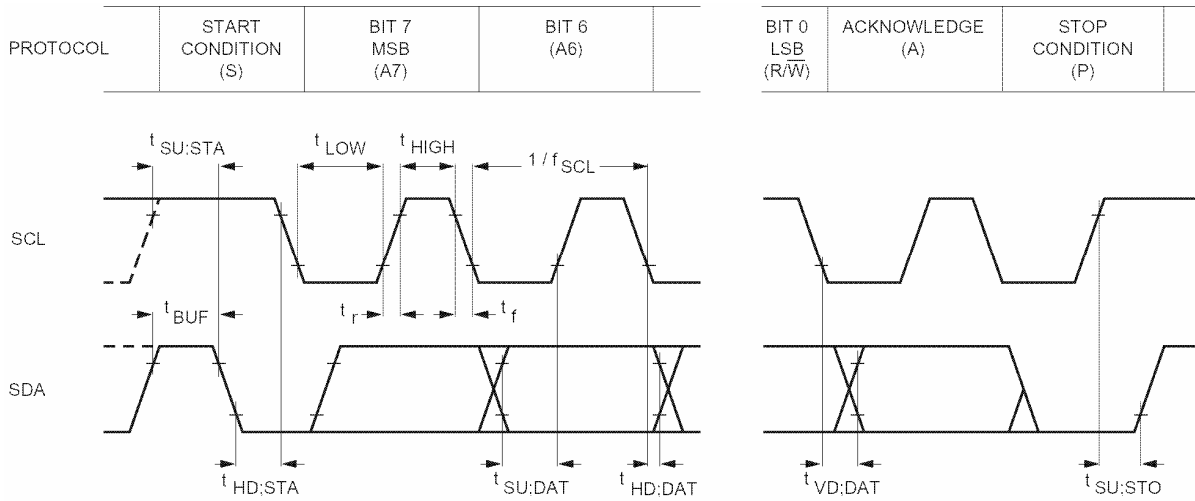 PROTOCOL
START
CONDITION
(S)
BIT 7
MSB
(A7)
BIT 6
(A6)
BIT 0
LSB
(R/W̅)
ACKNOWLEDGE
(A)
STOP
CONDITION
(P)
t SU;STA
t LOW
t HIGH
1 / f SCL
SCL
t BUF
t r
t f
SDA
t HD;STA
t SU;DAT
t HD;DAT
t VD;DAT
t SU;STO